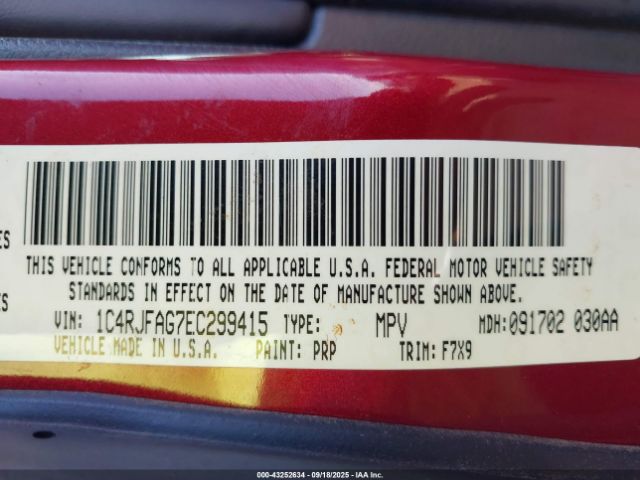 ES
THIS VEHICLE CONFORMS TO ALL APPLICABLE U.S.A. FEDERAL MOTOR VEHICLE SAFETY
STANDARDS IN EFFECT ON THE DATE OF MANUFACTURE SHOWN ABOVE.
ES
VIN: 1C4RJFAG7EC299415 TYPE: MPV MDH:091702 030AA
VEHICLE MADE IN U.S.A. PAINT: PRP TRIM: F7X9
000-43252634 | 09/18/2025 | IAA Inc.